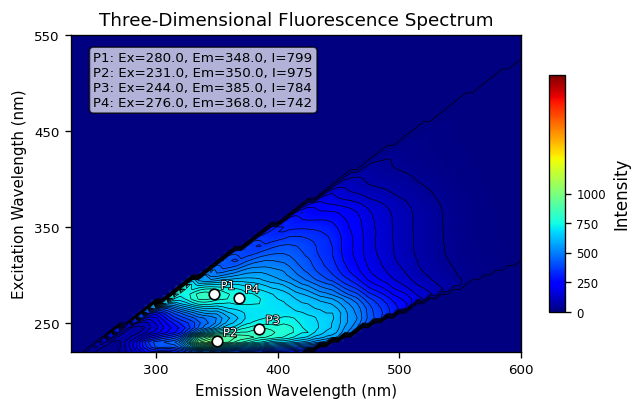 Three-Dimensional Fluorescence Spectrum
P1: Ex=280.0, Em=348.0, I=799
P2: Ex=231.0, Em=350.0, I=975
P3: Ex=244.0, Em=385.0, I=784
P4: Ex=276.0, Em=368.0, I=742
550
450
350
250
Excitation Wavelength (nm)
P1
P4
P3
P2
300
400
500
600
Emission Wavelength (nm)
1000
750
500
250
0
Intensity